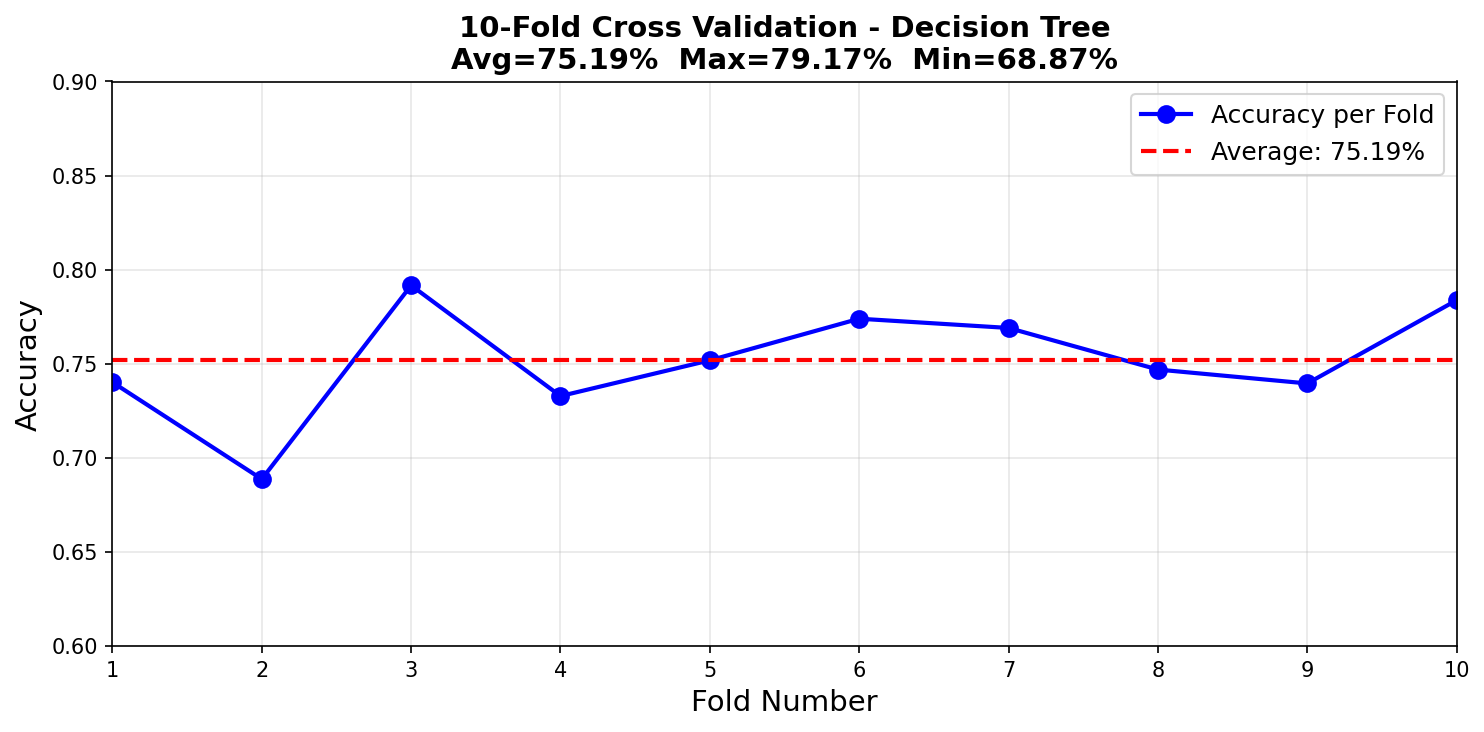 10-Fold Cross Validation - Decision Tree
Avg=75.19%  Max=79.17%  Min=68.87%
Accuracy per Fold
Average: 75.19%
Accuracy
0.90
0.85
0.80
0.75
0.70
0.65
0.60
1 2 3 4 5 6 7 8 9 10
Fold Number